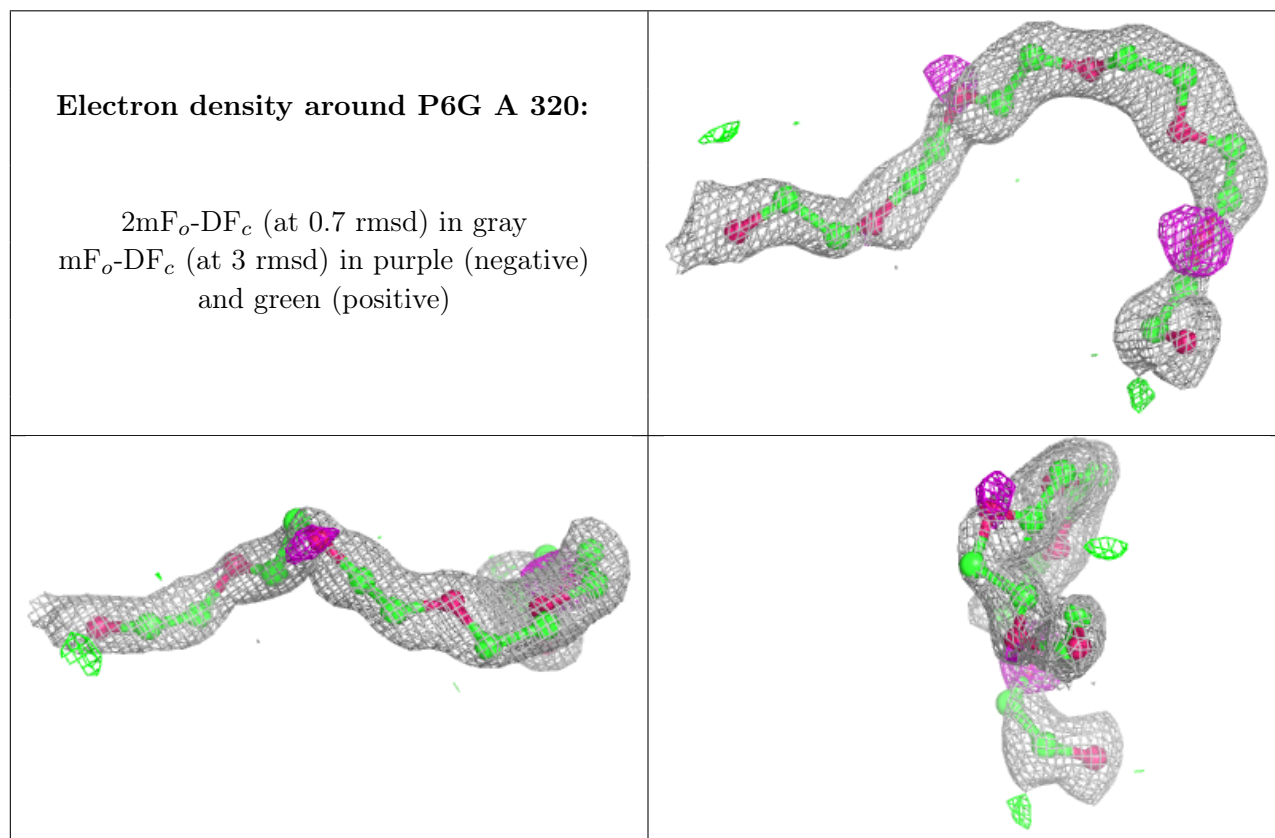 Electron density around P6G A 320:
2mFₒ-DF𝒸 (at 0.7 rmsd) in gray
mFₒ-DF𝒸 (at 3 rmsd) in purple (negative)
and green (positive)